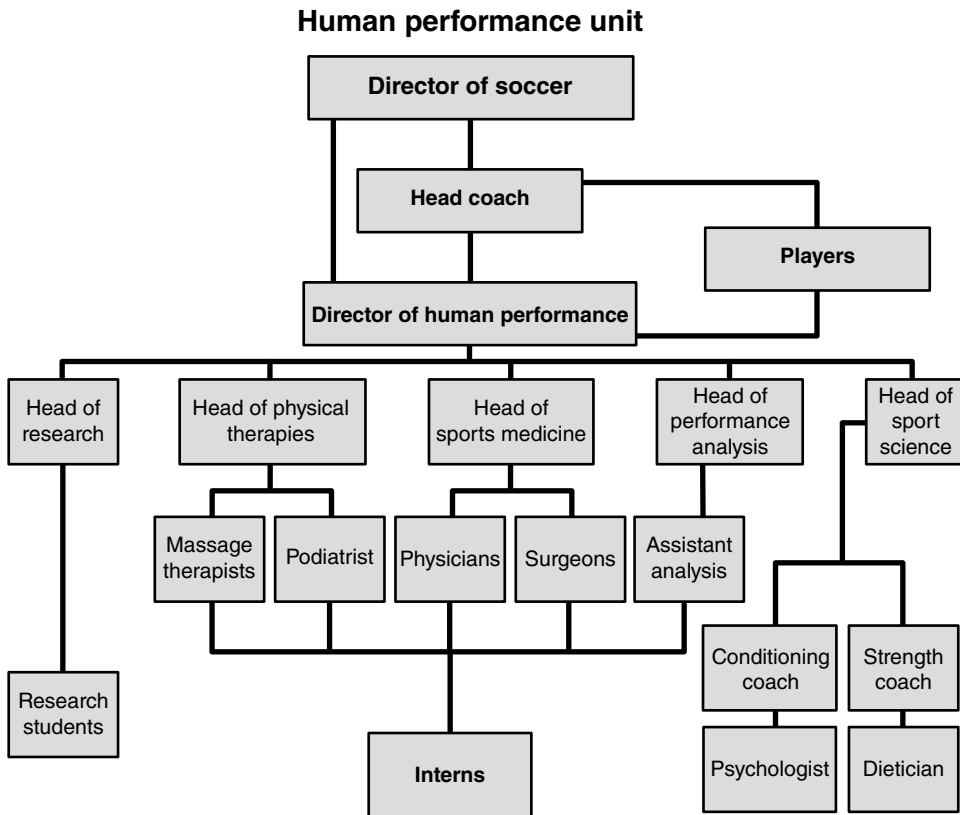 Human performance unit
Director of soccer
Head coach
Players
Director of human performance
Head of
research
Head of physical
therapies
Head of
sports medicine
Head of
performance
analysis
Head of
sport
science
Massage
therapists
Podiatrist
Physicians
Surgeons
Assistant
analysis
Conditioning
coach
Strength
coach
Research
students
Interns
Psychologist
Dietician